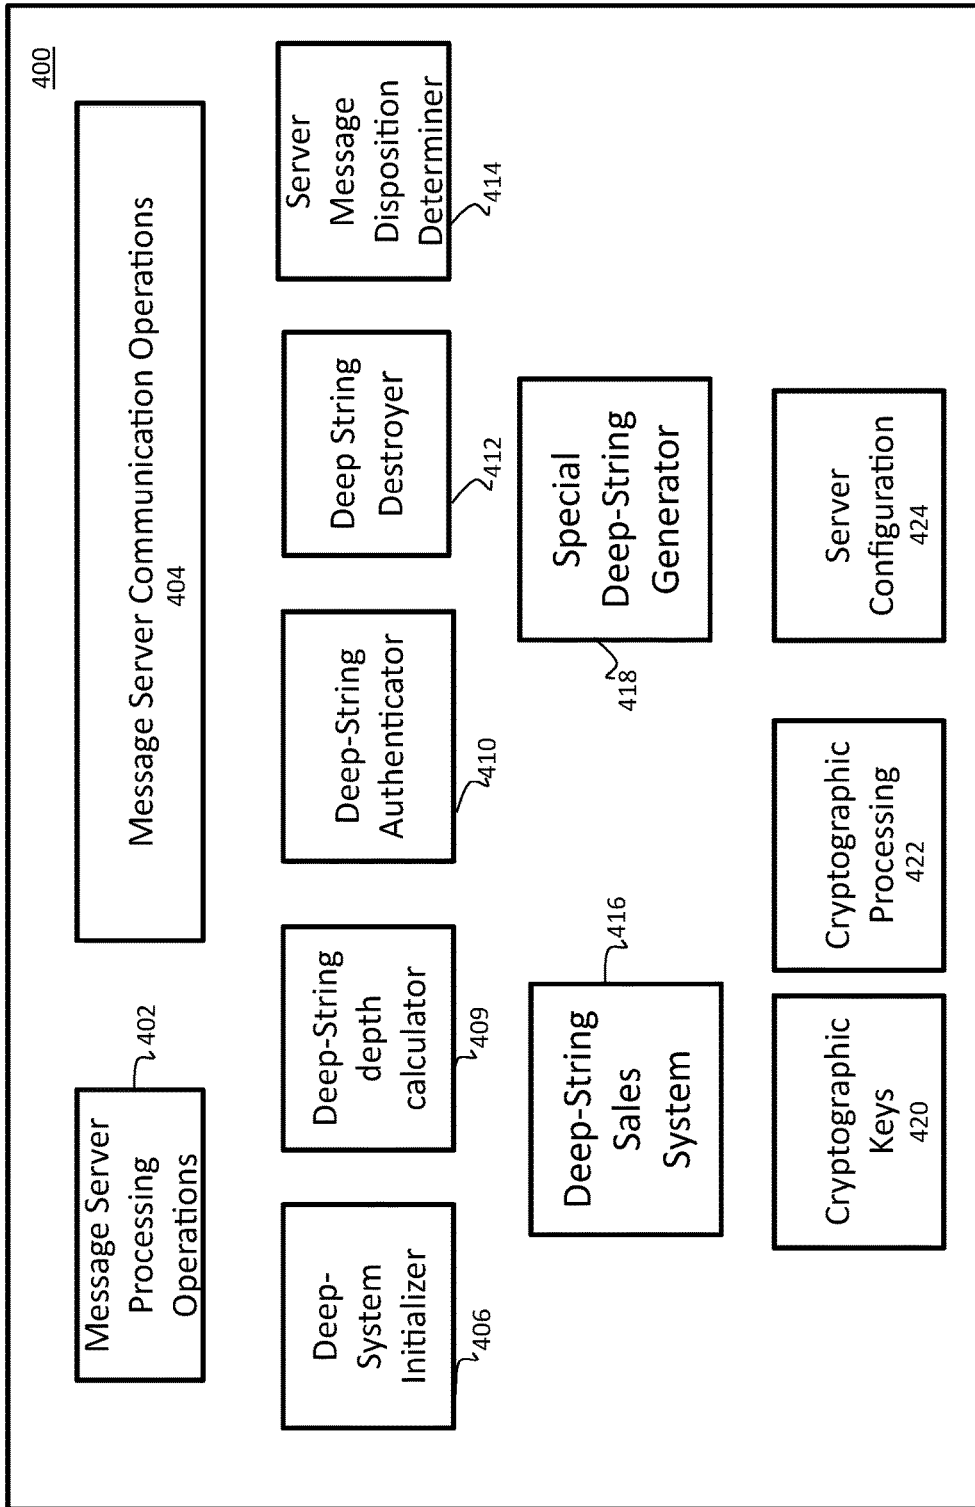 400
Message Server
Processing
Operations
402
Message Server Communication Operations
404
Deep-
System
Initializer
406
Deep-String
depth
calculator
409
Deep-String
Authenticator
410
Deep String
Destroyer
412
Server
Message
Disposition
Determiner
414
Deep-String
Sales
System
416
Special
Deep-String
Generator
418
Cryptographic
Keys
420
Cryptographic
Processing
422
Server
Configuration
424